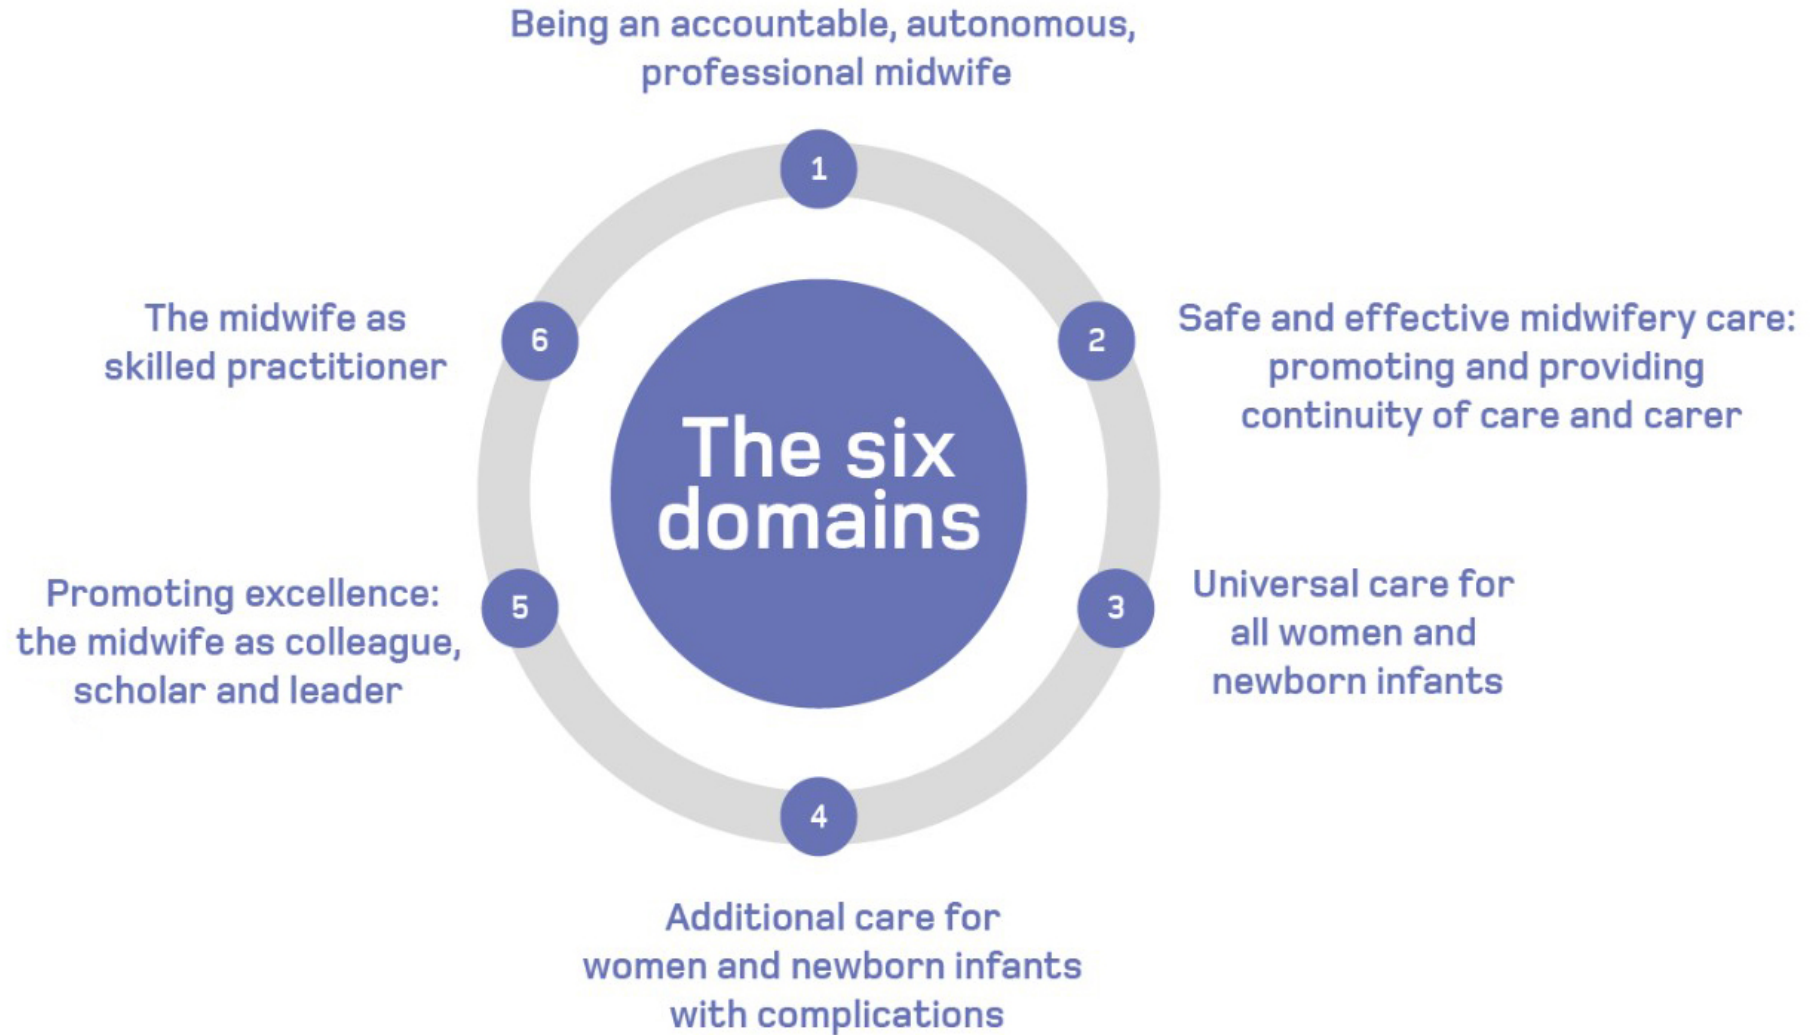 Being an accountable, autonomous,
professional midwife
1
The six
domains
2
Safe and effective midwifery care:
promoting and providing
continuity of care and carer
3
Universal care for
all women and
newborn infants
4
Additional care for
women and newborn infants
with complications
5
Promoting excellence:
the midwife as colleague,
scholar and leader
6
The midwife as
skilled practitioner